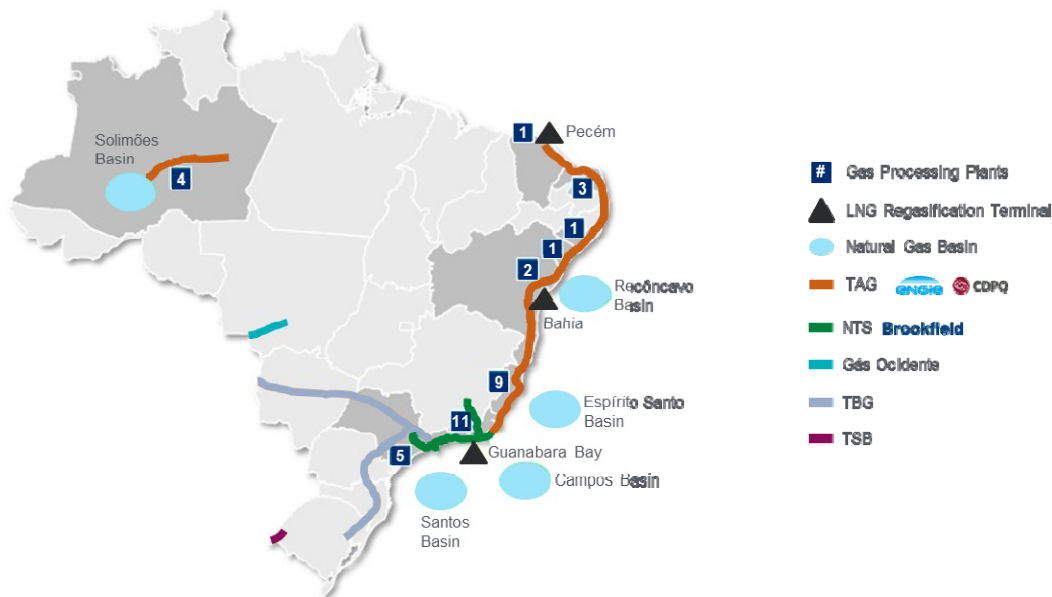 Solimões
Basin
4
1
Pecém
3
1
1
2
Recôncavo
Basin
Bahia
9
Espírito Santo
Basin
11
Guanabara Bay
5
Campos Basin
Santos
Basin
# Gas Processing Plants
LNG Regasification Terminal
Natural Gas Basin
TAG ENGIE CDPQ
NTS Brookfield
Gás Ocidente
TBG
TSB